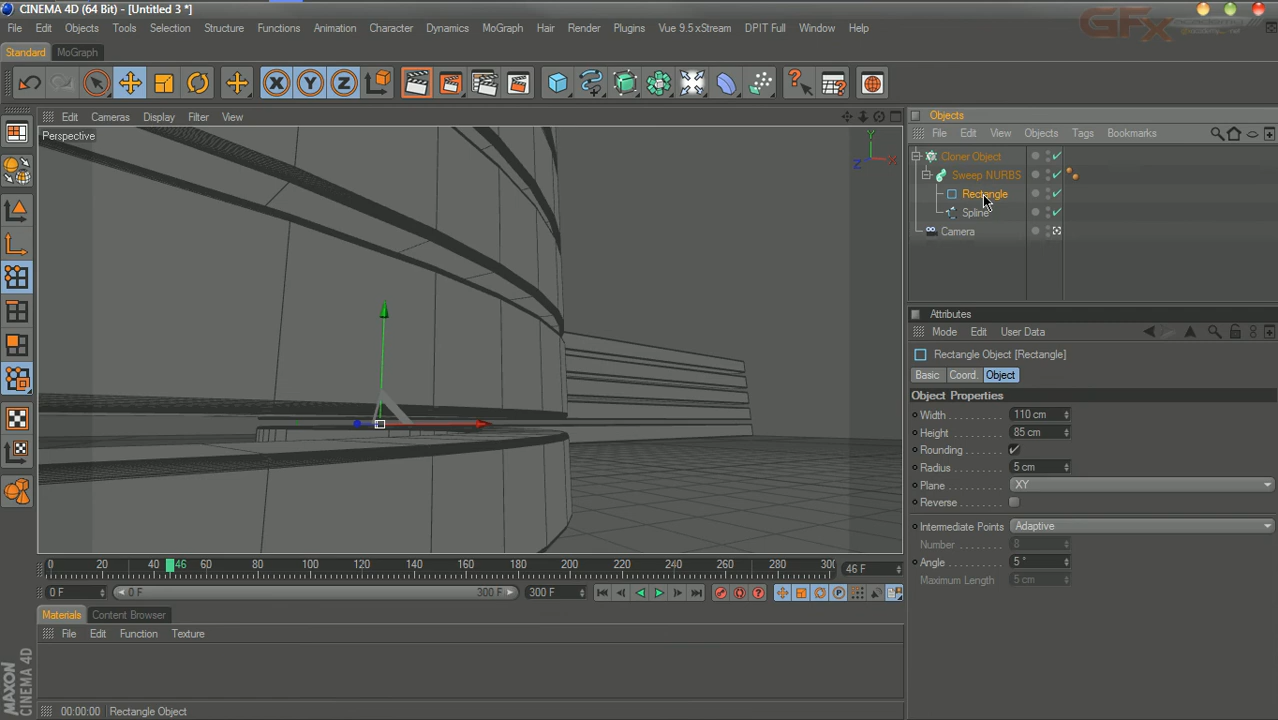 CINEMA 4D (64 Bit) - [Untitled 3 *]
File Edit Objects Tools Selection Structure Functions Animation Character Dynamics MoGraph Hair Render Plugins Vue 9.5xStream DPIT Full Window Help
GFx
Standard MoGraph
X Y Z
Edit Cameras Display Filter View
Objects
File Edit View Objects Tags Bookmarks
Perspective
Y
Z X
Cloner Object
Sweep NURBS
Rectangle
Spline
Camera
Attributes
Mode Edit User Data
Rectangle Object [Rectangle]
Basic Coord. Object
Object Properties
Width 110 cm
Height 85 cm
Rounding
Radius 5 cm
Plane XY
Reverse
Intermediate Points Adaptive
Number 8
Angle 5 °
Maximum Length 5 cm
0 20 40 46 60 80 100 120 140 160 180 200 220 240 260 280 30 46 F
0 F 0 F 300 F 300 F
P
Materials Content Browser
File Edit Function Texture
MAXON CINEMA 4D
00:00:00 Rectangle Object